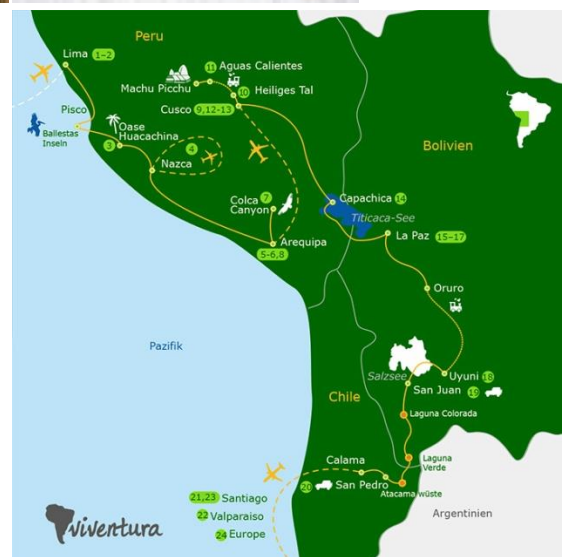 Peru
Lima 1-2
11 Aguas Calientes
Machu Picchu
10 Heiliges Tal
Cusco 9,12-13
Pisco
Ballestas
Inseln
Oase
Huacachina
3
4
Nazca
Colca
Canyon
7
Arequipa
5-6,8
Bolivien
Capachica 14
Titicaca-See
La Paz 15-17
Oruro
Pazifik
Salzsee
Uyuni 18
San Juan 19
Chile
Laguna Colorada
Laguna
Verde
Calama
20 San Pedro
Atacama wüste
21,23 Santiago
22 Valparaiso
24 Europe
Argentinien
viventura